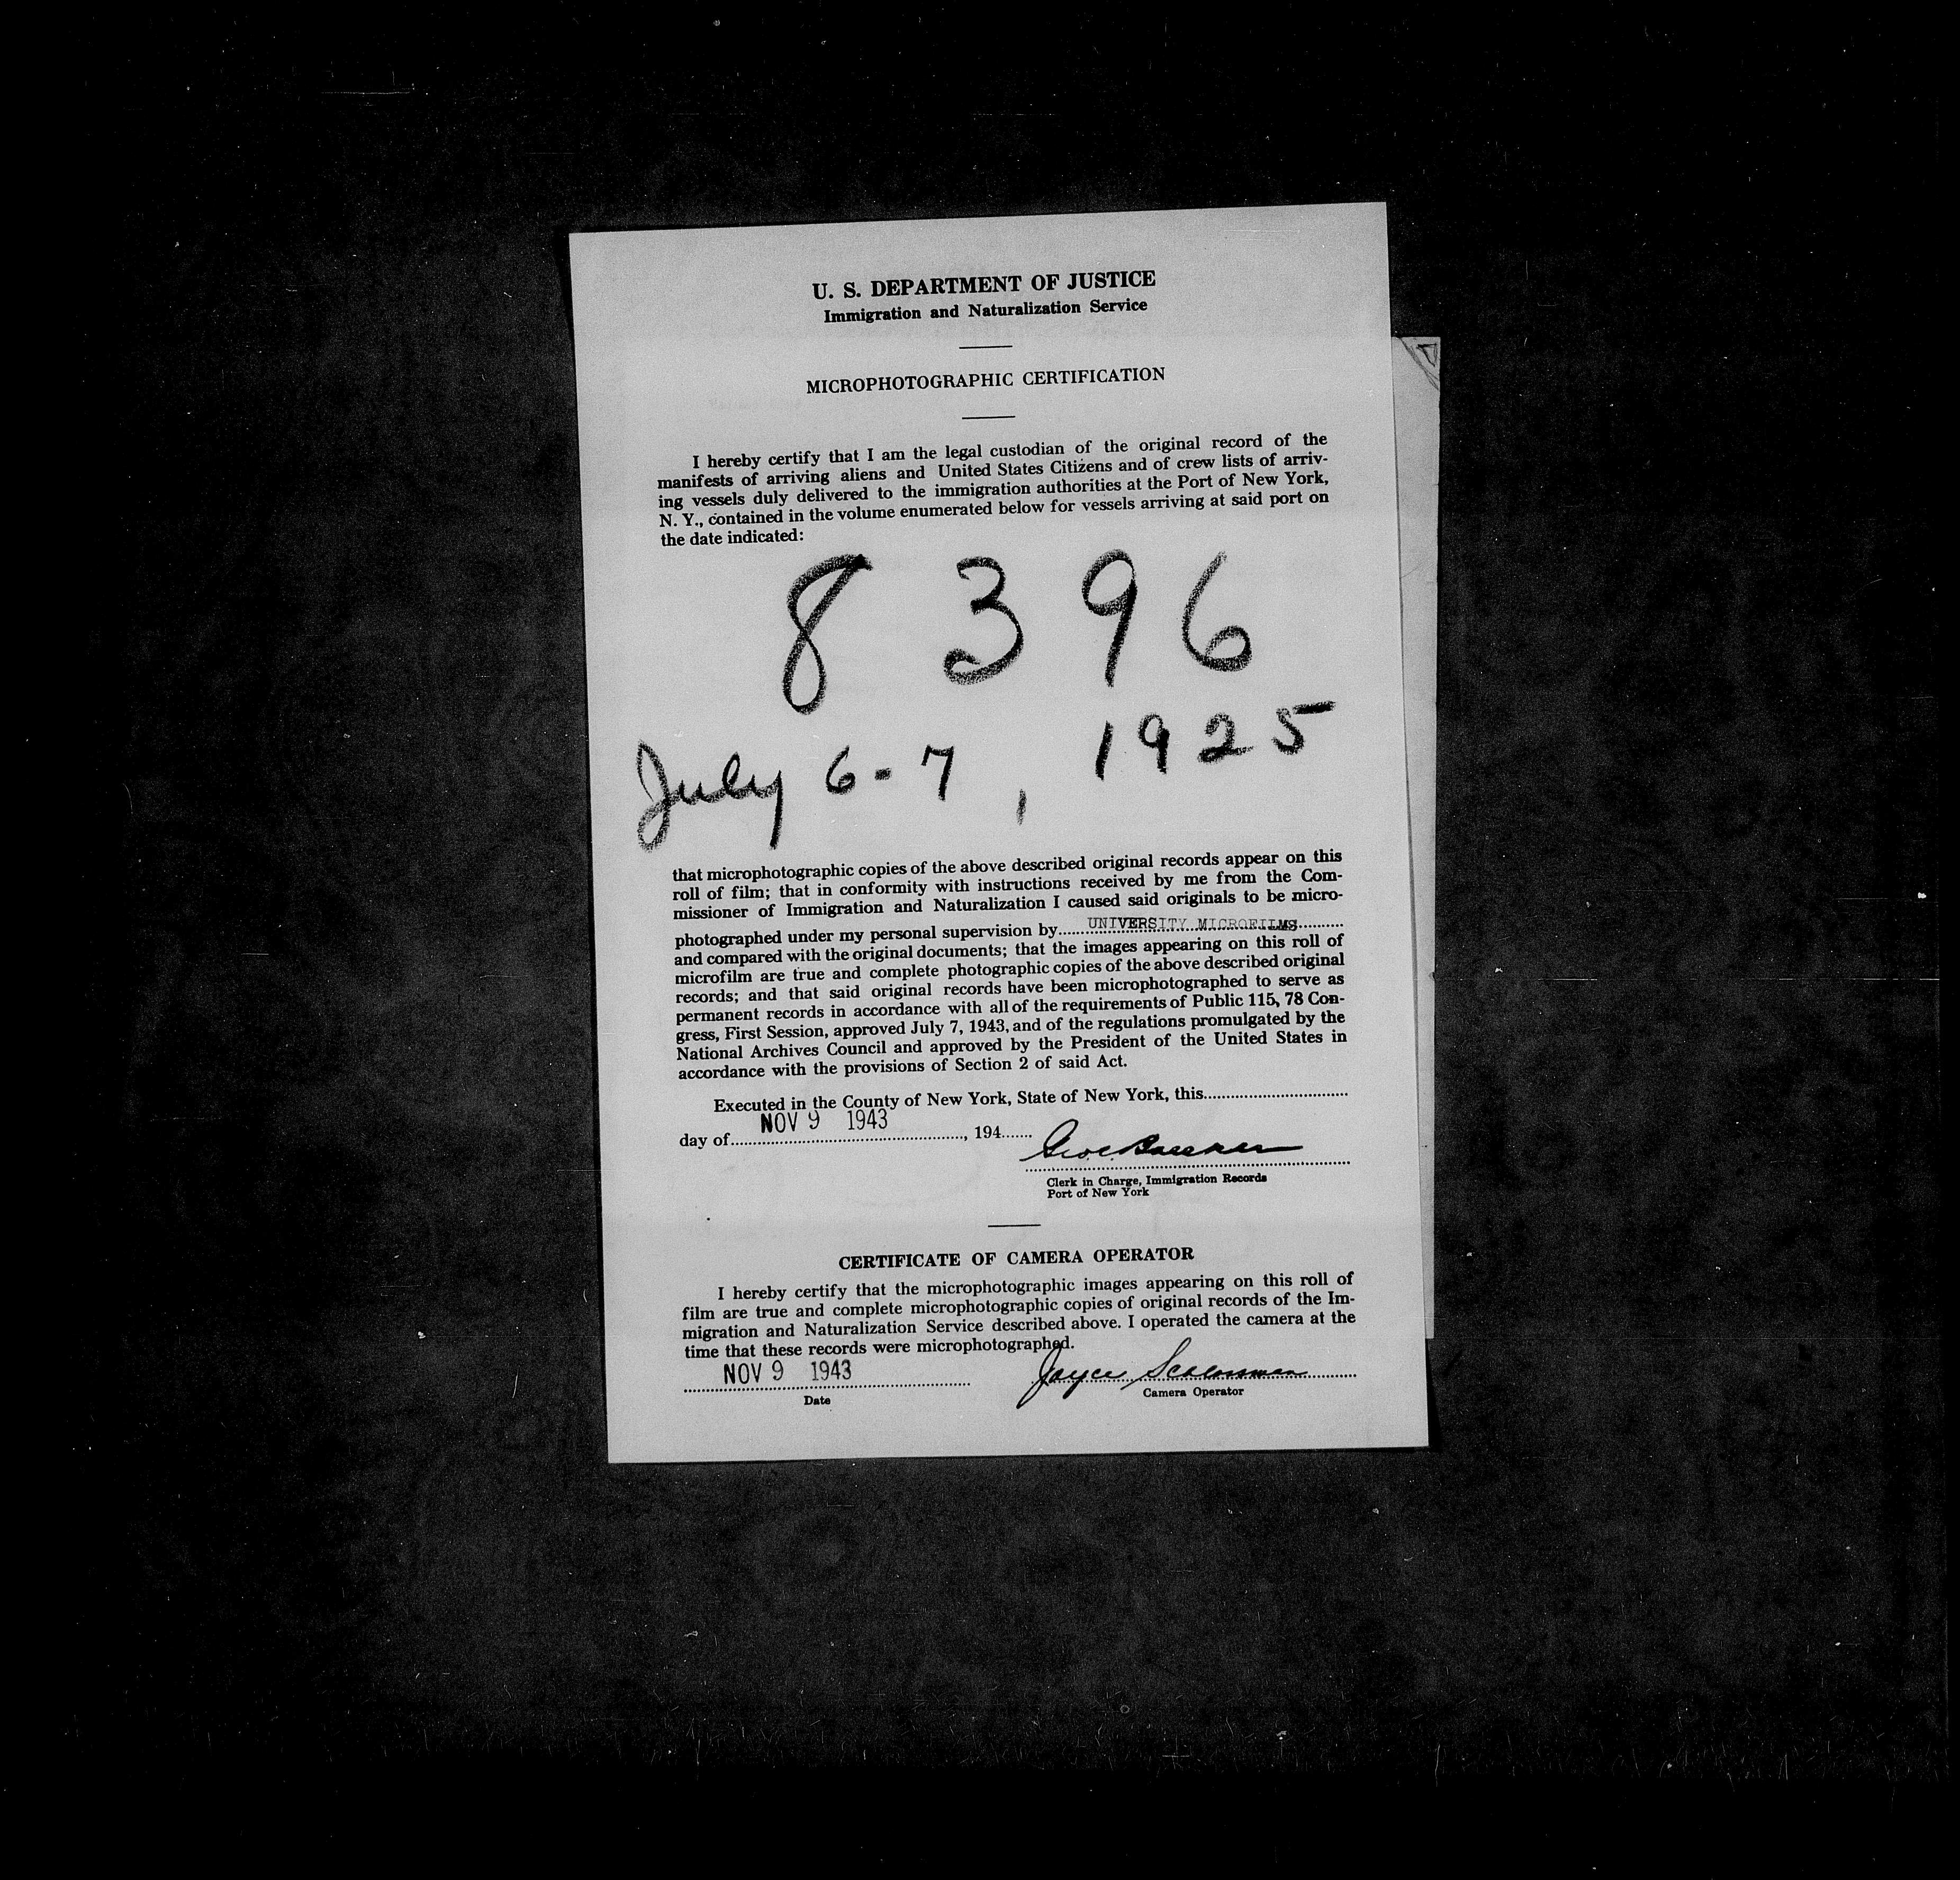 U. S. DEPARTMENT OF JUSTICE
Immigration and Naturalization Service
MICROPHOTOGRAPHIC CERTIFICATION
I hereby certify that I am the legal custodian of the original record of the
manifests of arriving aliens and United States Citizens and of crew lists of arriv-
ing vessels duly delivered to the immigration authorities at the Port of New York,
N. Y., contained in the volume enumerated below for vessels arriving at said port on
the date indicated:
8 3 9 6
July 6-7, 1925
that microphotographic copies of the above described original records appear on this
roll of film; that in conformity with instructions received by me from the Com-
missioner of Immigration and Naturalization I caused said originals to be micro-
photographed under my personal supervision by UNIVERSITY MICROFILMS
and compared with the original documents; that the images appearing on this roll of
microfilm are true and complete photographic copies of the above described original
records; and that said original records have been microphotographed to serve as
permanent records in accordance with all of the requirements of Public 115, 78 Con-
gress, First Session, approved July 7, 1943, and of the regulations promulgated by the
National Archives Council and approved by the President of the United States in
accordance with the provisions of Section 2 of said Act.
Executed in the County of New York, State of New York, this
day of NOV 9 1943, 194
Clerk in Charge, Immigration Records
Port of New York
CERTIFICATE OF CAMERA OPERATOR
I hereby certify that the microphotographic images appearing on this roll of
film are true and complete microphotographic copies of original records of the Im-
migration and Naturalization Service described above. I operated the camera at the
time that these records were microphotographed.
NOV 9 1943 Joyce
Date
Camera Operator